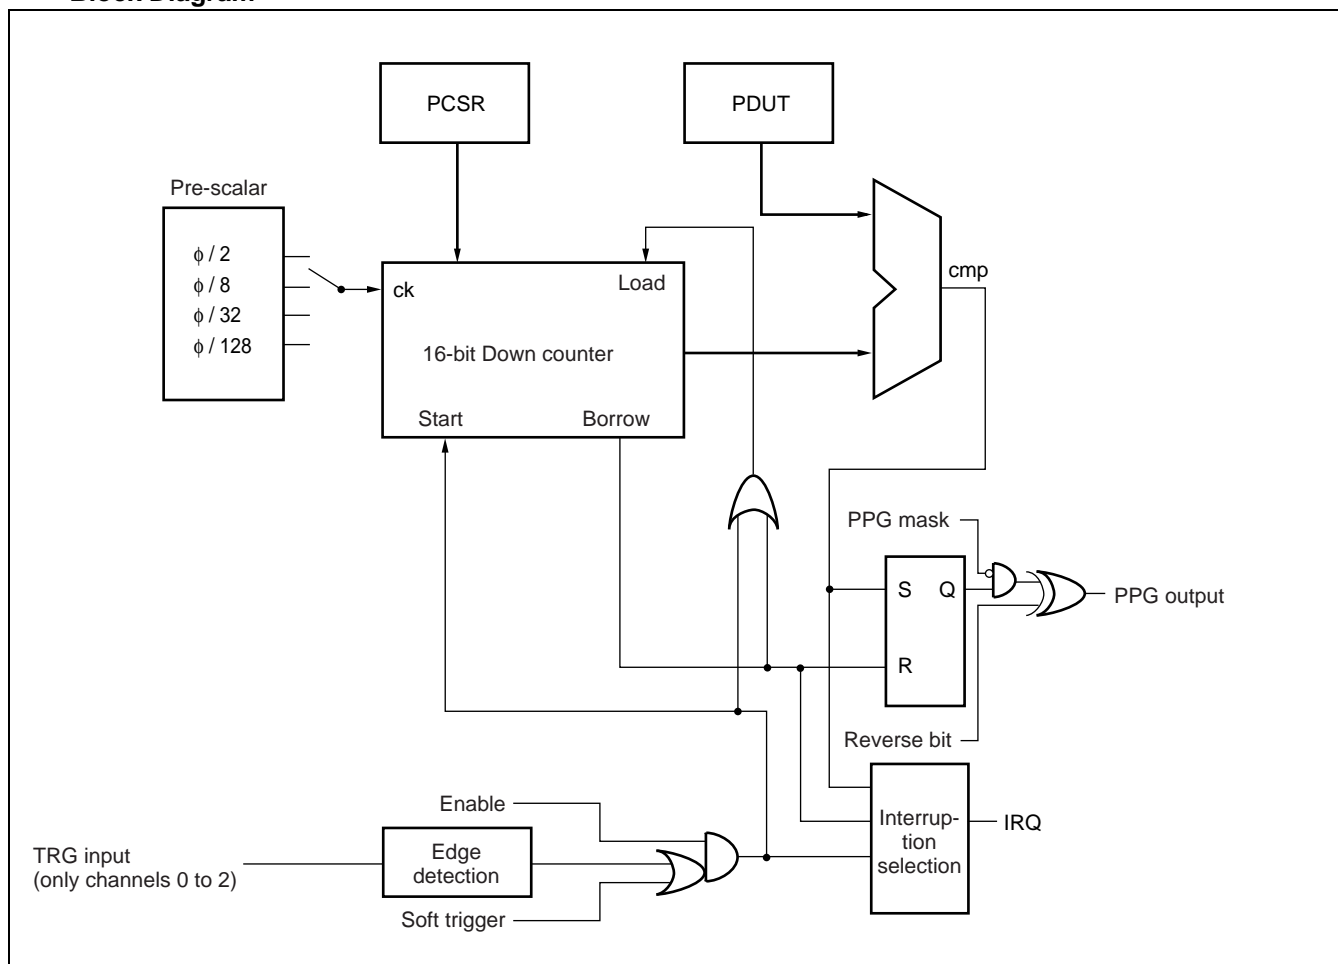 Block Diagram
PCSR
PDUT
Pre-scalar
ϕ / 2
ϕ / 8
ϕ / 32
ϕ / 128
ck
Load
16-bit Down counter
Start
Borrow
cmp
PPG mask
S
Q
R
PPG output
Reverse bit
Enable
TRG input
(only channels 0 to 2)
Edge
detection
Soft trigger
Interrup-
tion
selection
IRQ